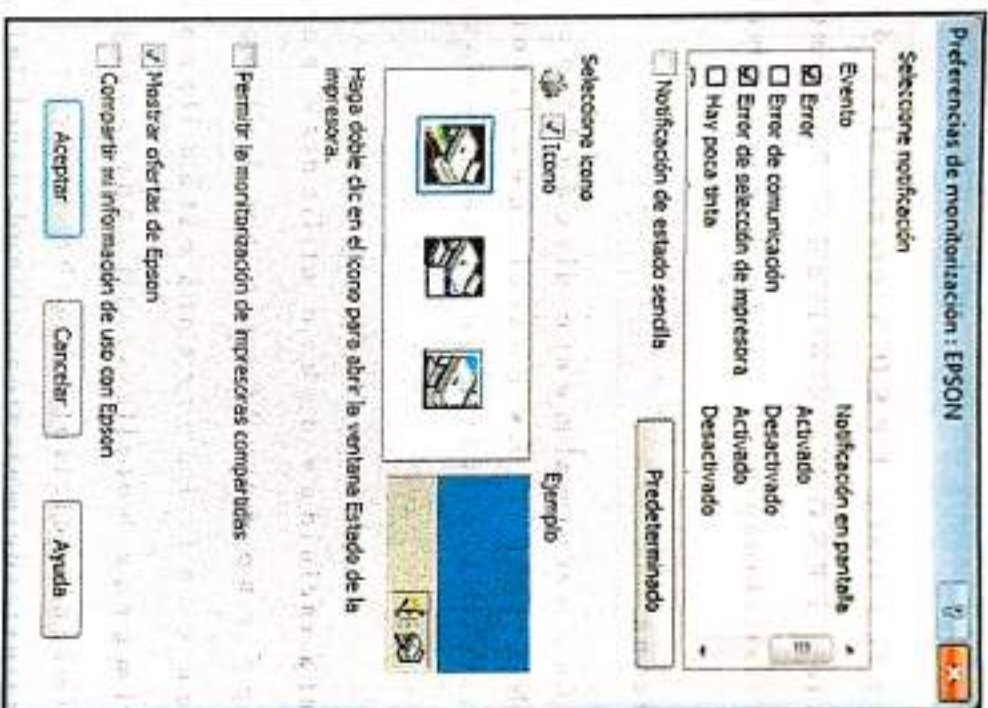 Preferencias de monitorización : EPSON
Seleccione notificación
Evento Notificación en pantalla
Error Activado
Error de comunicación Desactivado
Error de selección de impresora Activado
Hay poca tinta Desactivado
Notificación de estado sencilla Predeterminado
Seleccione icono Ejemplo
Icono
Haga doble clic en el icono para abrir la ventana Estado de la
impresora.
Permitir la monitorización de impresoras compartidas
Mostrar ofertas de Epson
Compartir mi información de uso con Epson
Aceptar Cancelar Ayuda